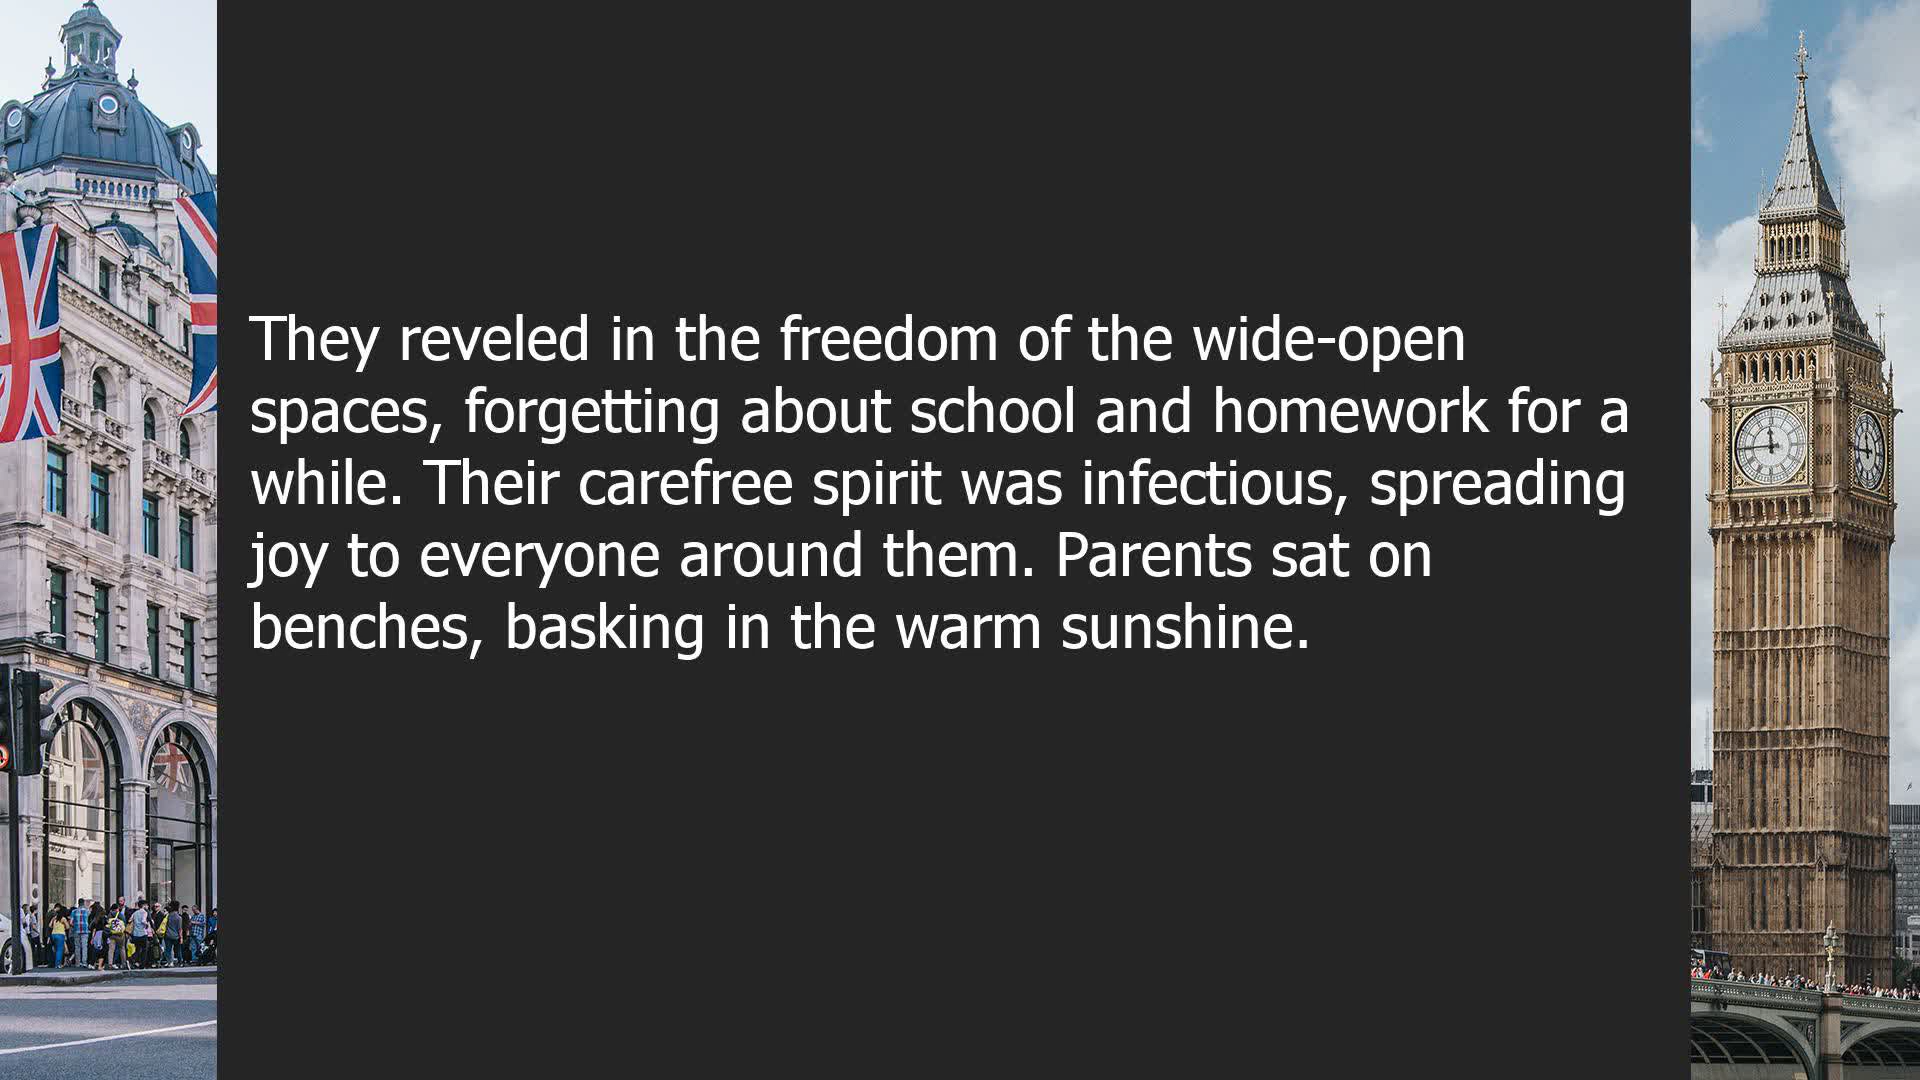 They reveled in the freedom of the wide-open
spaces, forgetting about school and homework for a
while. Their carefree spirit was infectious, spreading
joy to everyone around them. Parents sat on
benches, basking in the warm sunshine.